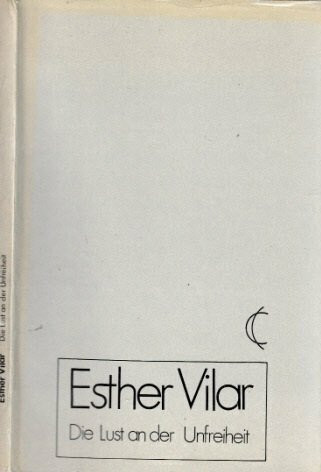 Esther Vilar
Die Lust an der Unfreiheit
Esther Vilar Die Lust an der Unfreiheit